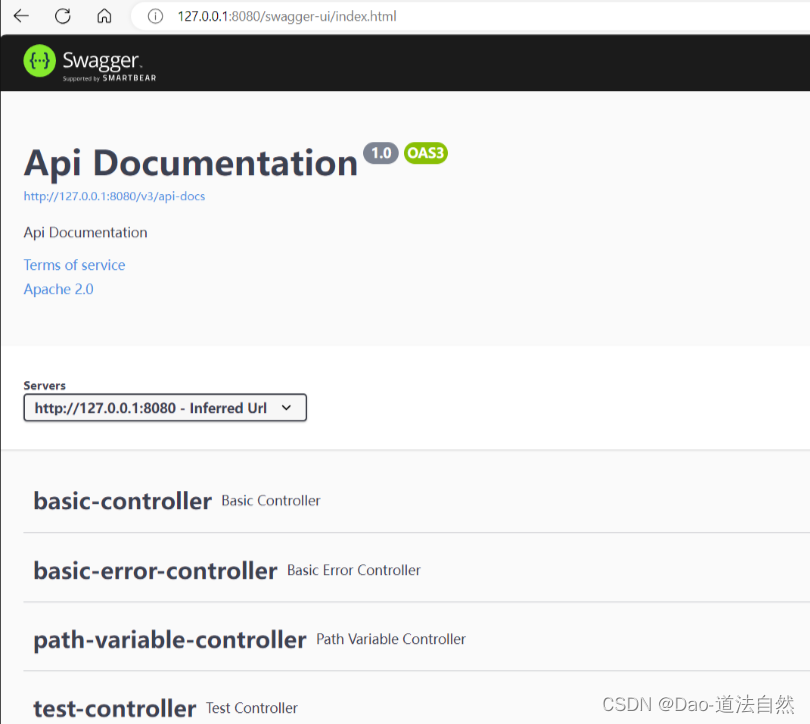 127.0.0.1:8080/swagger-ui/index.html
Swagger.
Supported by SMARTBEAR
Api Documentation 1.0 OAS3
http://127.0.0.1:8080/v3/api-docs
Api Documentation
Terms of service
Apache 2.0
Servers
http://127.0.0.1:8080 - Inferred Url
basic-controller Basic Controller
basic-error-controller Basic Error Controller
path-variable-controller Path Variable Controller
test-controller Test Controller
CSDN @Dao-道法自然